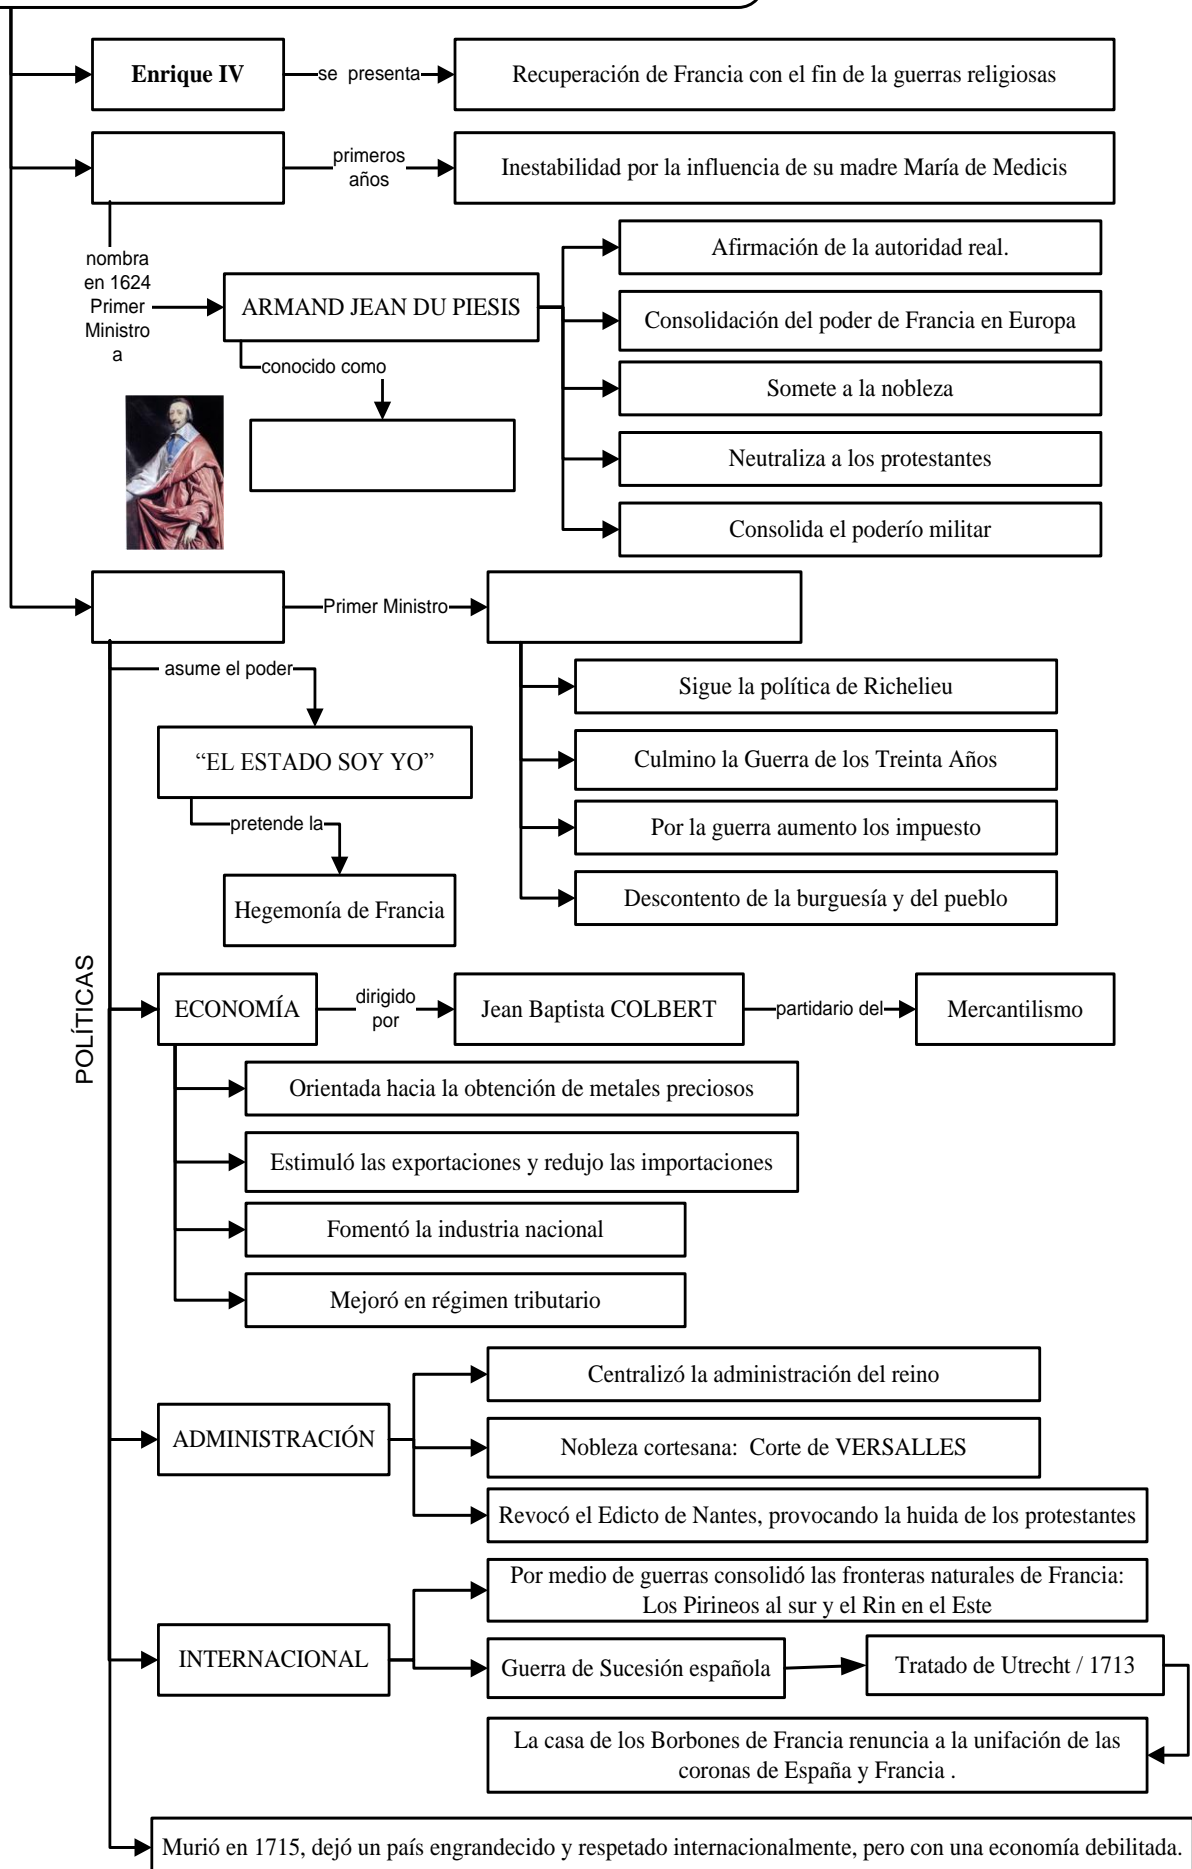 Enrique IV
se presenta
Recuperación de Francia con el fin de la guerras religiosas
primeros
años
Inestabilidad por la influencia de su madre María de Medicis
nombra
en 1624
Primer
Ministro
a
ARMAND JEAN DU PIESIS
Afirmación de la autoridad real.
Consolidación del poder de Francia en Europa
Somete a la nobleza
Neutraliza a los protestantes
Consolida el poderío militar
conocido como
Primer Ministro
Sigue la política de Richelieu
Culmino la Guerra de los Treinta Años
Por la guerra aumento los impuesto
Descontento de la burguesía y del pueblo
asume el poder
“EL ESTADO SOY YO”
pretende la
Hegemonía de Francia
POLÍTICAS
ECONOMÍA
dirigido
por
Jean Baptista COLBERT
partidario del
Mercantilismo
Orientada hacia la obtención de metales preciosos
Estimuló las exportaciones y redujo las importaciones
Fomentó la industria nacional
Mejoró en régimen tributario
ADMINISTRACIÓN
Centralizó la administración del reino
Nobleza cortesana: Corte de VERSALLES
Revocó el Edicto de Nantes, provocando la huida de los protestantes
INTERNACIONAL
Por medio de guerras consolidó las fronteras naturales de Francia:
Los Pirineos al sur y el Rin en el Este
Guerra de Sucesión española
Tratado de Utrecht / 1713
La casa de los Borbones de Francia renuncia a la unifación de las
coronas de España y Francia .
Murió en 1715, dejó un país engrandecido y respetado internacionalmente, pero con una economía debilitada.